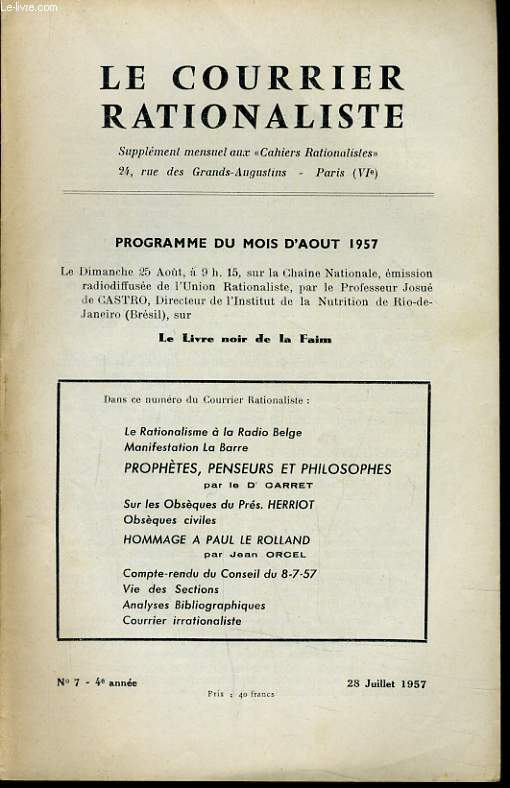 Le-livre.com
LE COURRIER
RATIONALISTE
Supplément mensuel aux «Cahiers Rationalistes»
24, rue des Grands-Augustins - Paris (VIe)
PROGRAMME DU MOIS D'AOUT 1957
Le Dimanche 25 Août, à 9 h. 15, sur la Chaîne Nationale, émission
radiodiffusée de l'Union Rationaliste, par le Professeur Josué
de CASTRO, Directeur de l'Institut de la Nutrition de Rio-de-
Janeiro (Brésil), sur
Le Livre noir de la Faim
Dans ce numéro du Courrier Rationaliste :
Le Rationalisme à la Radio Belge
Manifestation La Barre
PROPHÈTES, PENSEURS ET PHILOSOPHES
par le Dr GARRET
Sur les Obsèques du Prés. HERRIOT
Obsèques civiles
HOMMAGE A PAUL LE ROLLAND
par Jean ORCEL
Compte-rendu du Conseil du 8-7-57
Vie des Sections
Analyses Bibliographiques
Courrier irrationaliste
No 7 - 4e année
28 Juillet 1957
Prix : 40 francs